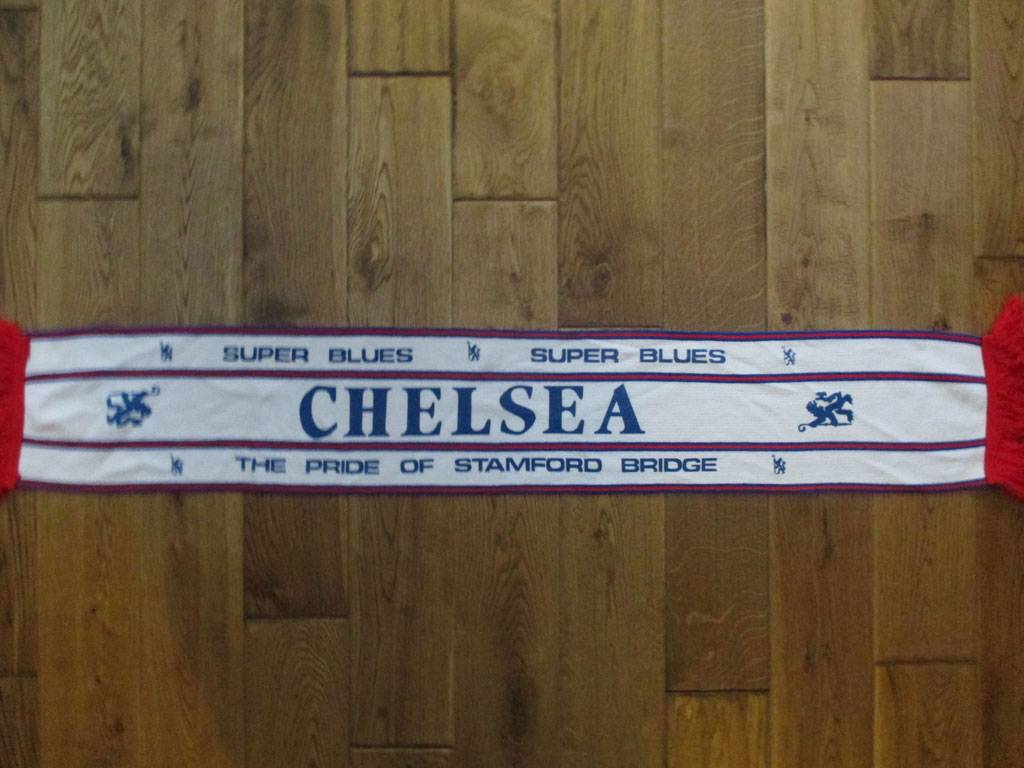 SUPER BLUES SUPER BLUES
CHELSEA
THE PRIDE OF STAMFORD BRIDGE